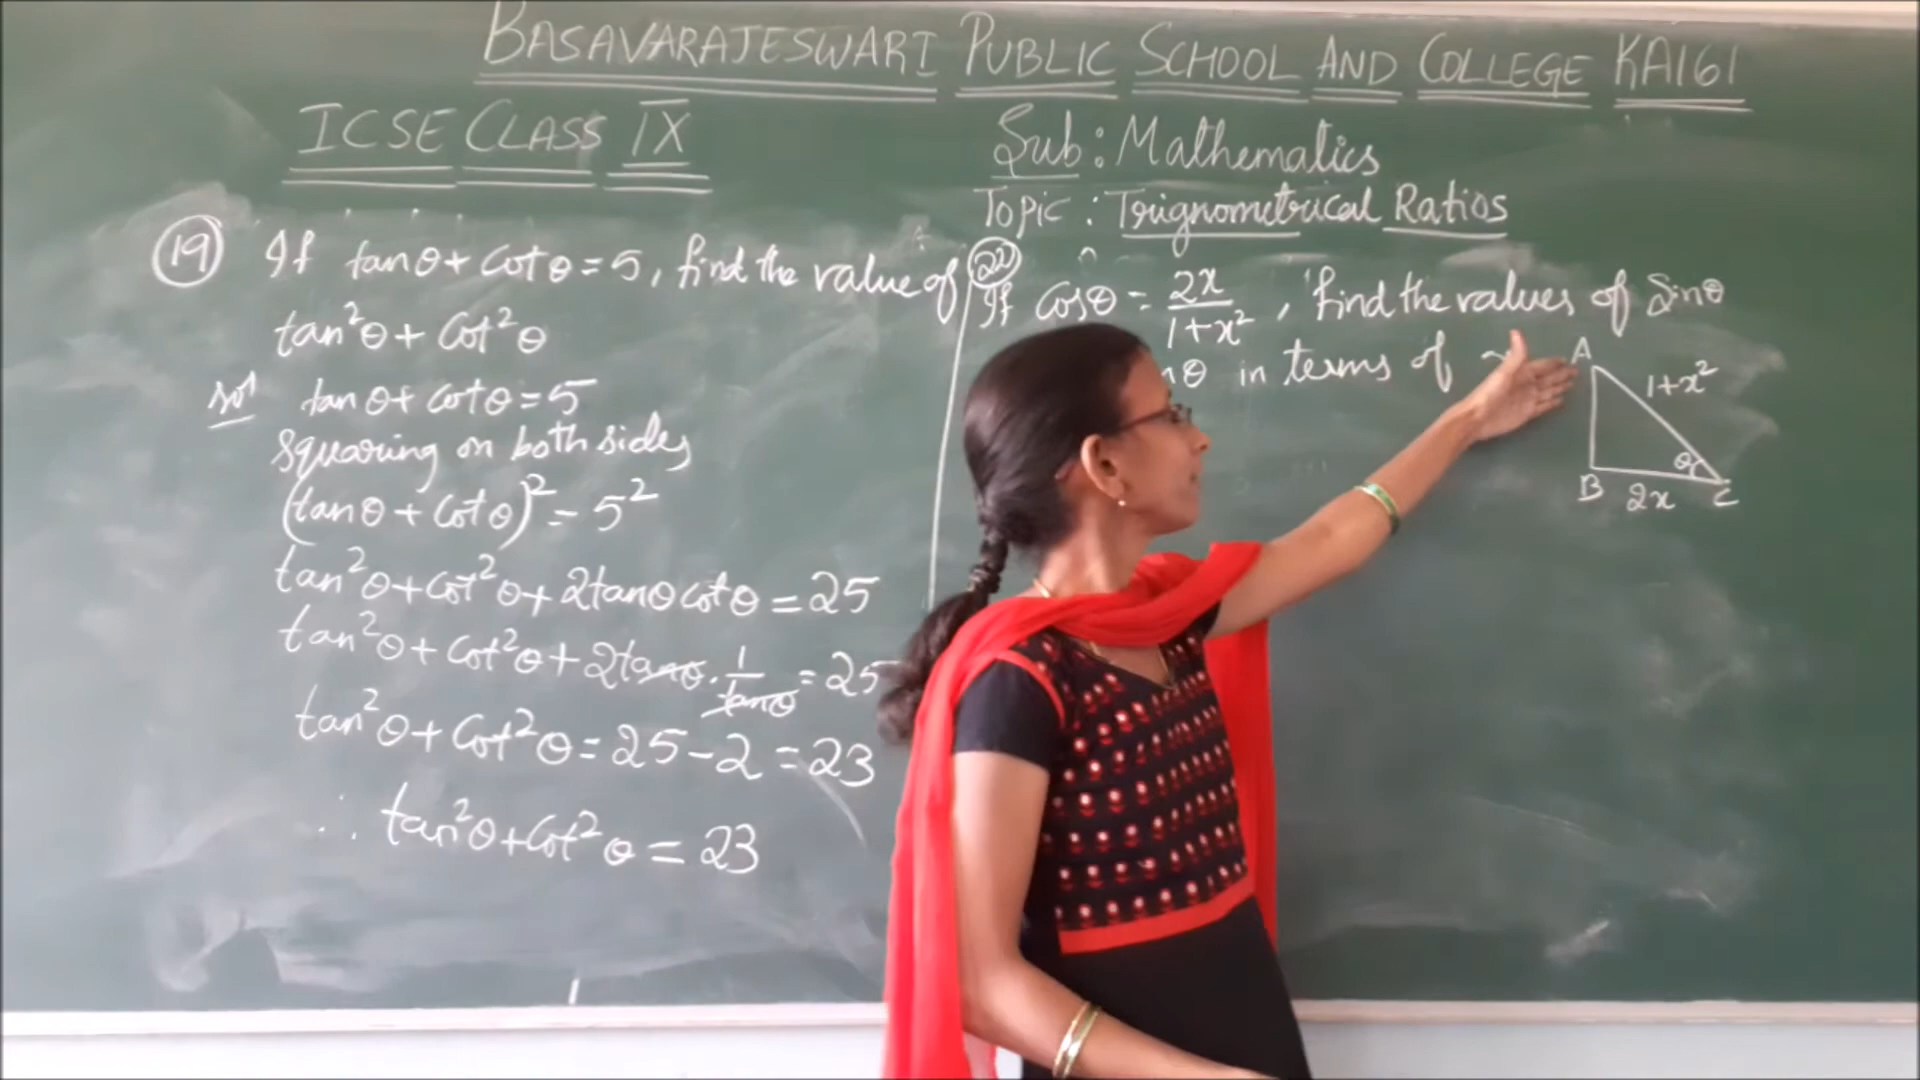 BASAVARAJESWARI PUBLIC SCHOOL AND COLLEGE KA161
ICSE CLASS IX
Sub: Mathematics
Topic: Trignometrical Ratios
19 If tanθ + cotθ = 5, find the value of
tan²θ + cot²θ
sol tanθ + cotθ = 5
squaring on both sides
(tanθ + cotθ)² = 5²
tan²θ + cot²θ + 2tanθ cotθ = 25
tan²θ + cot²θ + 2tanθ · 1/tanθ = 25
tan²θ + cot²θ = 25 - 2 = 23
∴ tan²θ + cot²θ = 23
22
If cosθ = 2x/1+x², find the values of sinθ
nθ in terms of
A
1+x²
θ
B 2x C